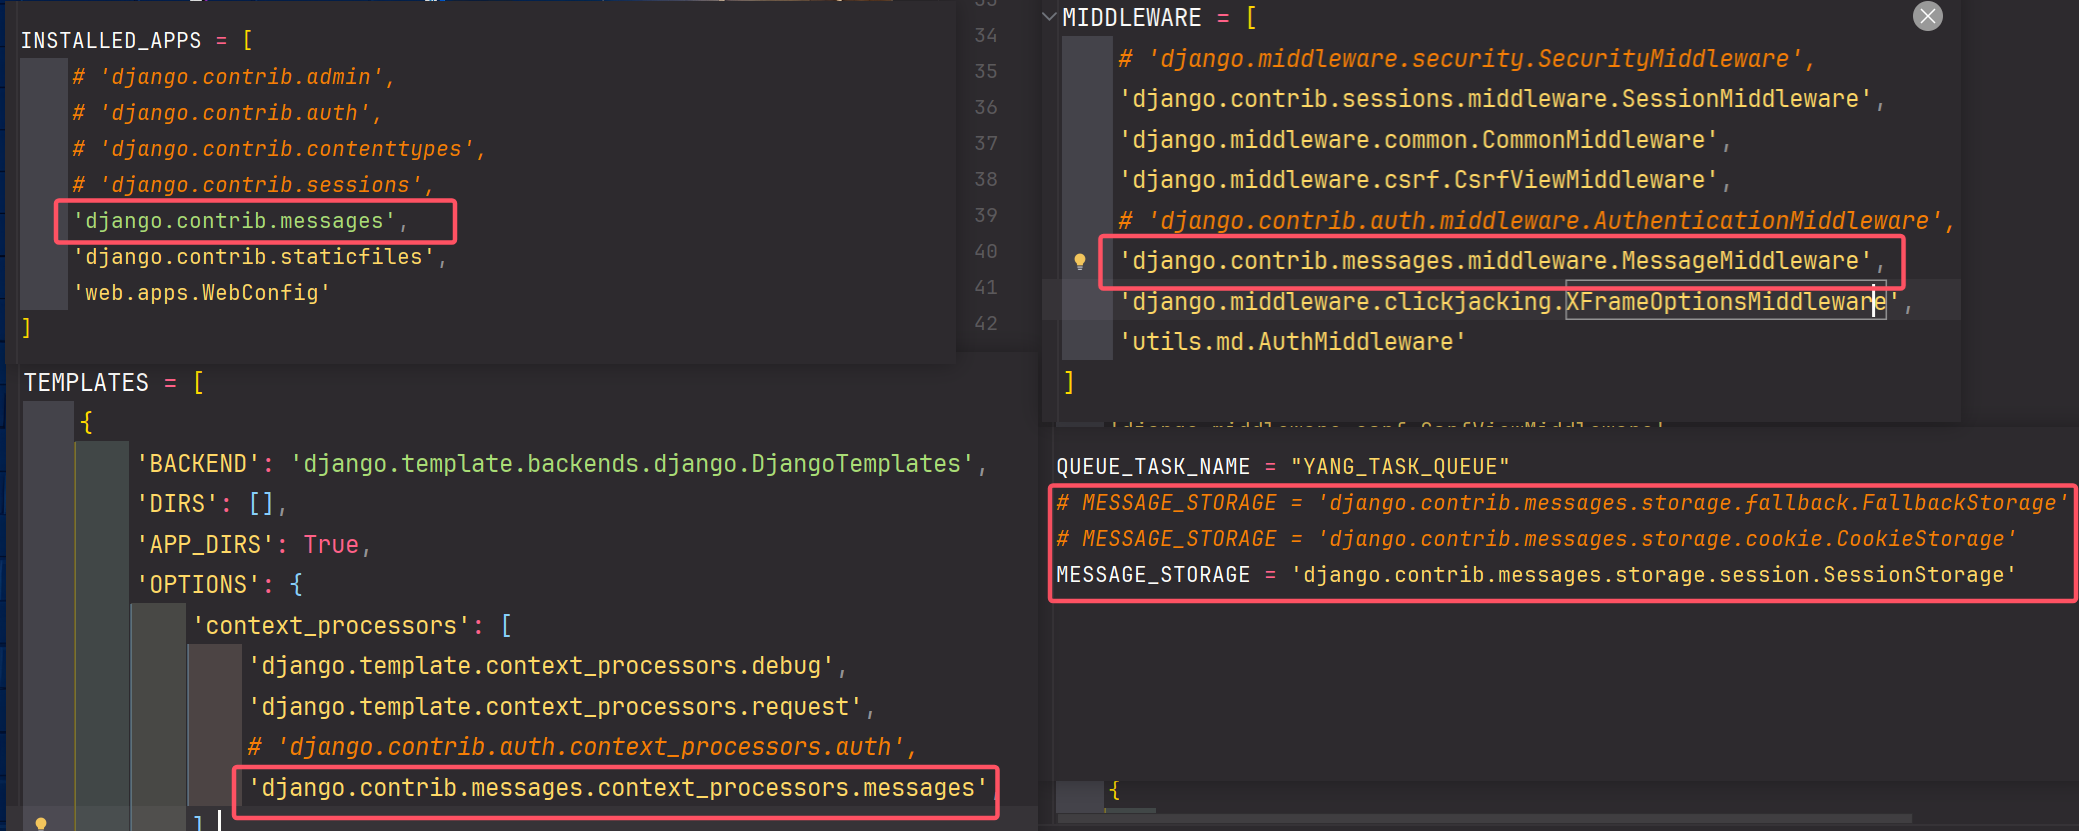 INSTALLED_APPS = [
# 'django.contrib.admin',
# 'django.contrib.auth',
# 'django.contrib.contenttypes',
# 'django.contrib.sessions',
'django.contrib.messages',
'django.contrib.staticfiles',
'web.apps.WebConfig'
]
34
35
36
37
38
39
40
41
42
MIDDLEWARE = [
# 'django.middleware.security.SecurityMiddleware',
'django.contrib.sessions.middleware.SessionMiddleware',
'django.middleware.common.CommonMiddleware',
'django.middleware.csrf.CsrfViewMiddleware',
# 'django.contrib.auth.middleware.AuthenticationMiddleware',
'django.contrib.messages.middleware.MessageMiddleware',
'django.middleware.clickjacking.XFrameOptionsMiddleware',
'utils.md.AuthMiddleware'
]
TEMPLATES = [
{
'BACKEND': 'django.template.backends.django.DjangoTemplates',
'DIRS': [],
'APP_DIRS': True,
'OPTIONS': {
'context_processors': [
'django.template.context_processors.debug',
'django.template.context_processors.request',
# 'django.contrib.auth.context_processors.auth',
'django.contrib.messages.context_processors.messages',
]
QUEUE_TASK_NAME = "YANG_TASK_QUEUE"
# MESSAGE_STORAGE = 'django.contrib.messages.storage.fallback.FallbackStorage'
# MESSAGE_STORAGE = 'django.contrib.messages.storage.cookie.CookieStorage'
MESSAGE_STORAGE = 'django.contrib.messages.storage.session.SessionStorage'
{